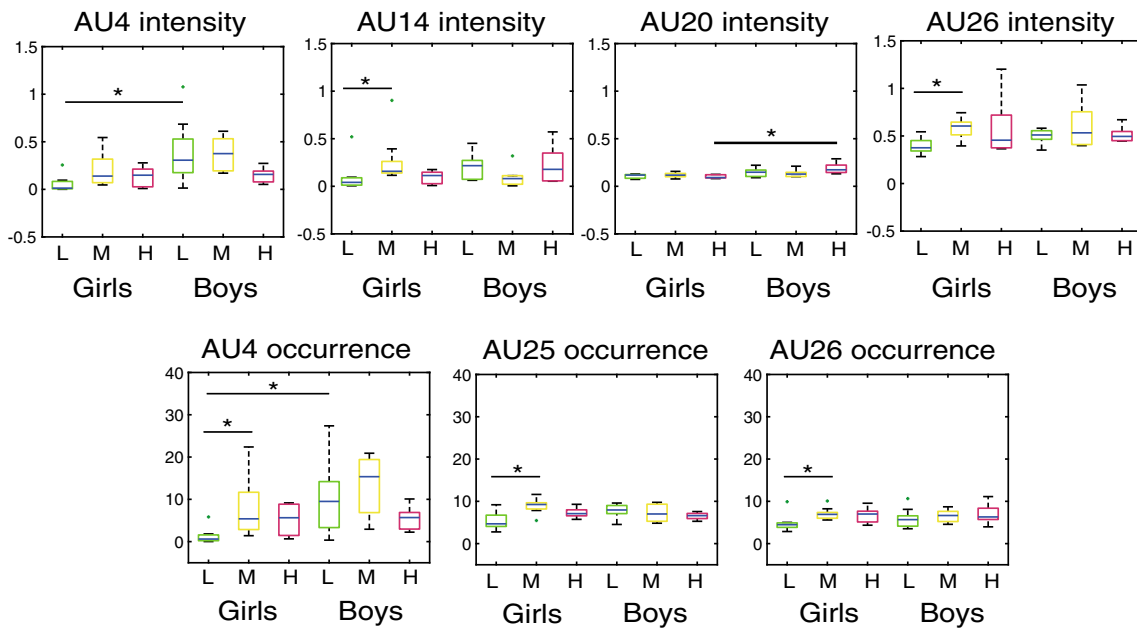 AU4 intensity AU14 intensity AU20 intensity AU26 intensity
1.5 1.5 1.5 1.5
* * * *
1 1 1 1
0.5 0.5 0.5 0.5
0 0 0 0
-0.5 -0.5 -0.5 -0.5
L M H L M H L M H L M H L M H L M H L M H L M H
Girls Boys Girls Boys Girls Boys Girls Boys
AU4 occurrence AU25 occurrence AU26 occurrence
40 40 40
*
30 30 30
*
20 20 20
* *
10 10 10
0 0 0
L M H L M H L M H L M H L M H L M H
Girls Boys Girls Boys Girls Boys